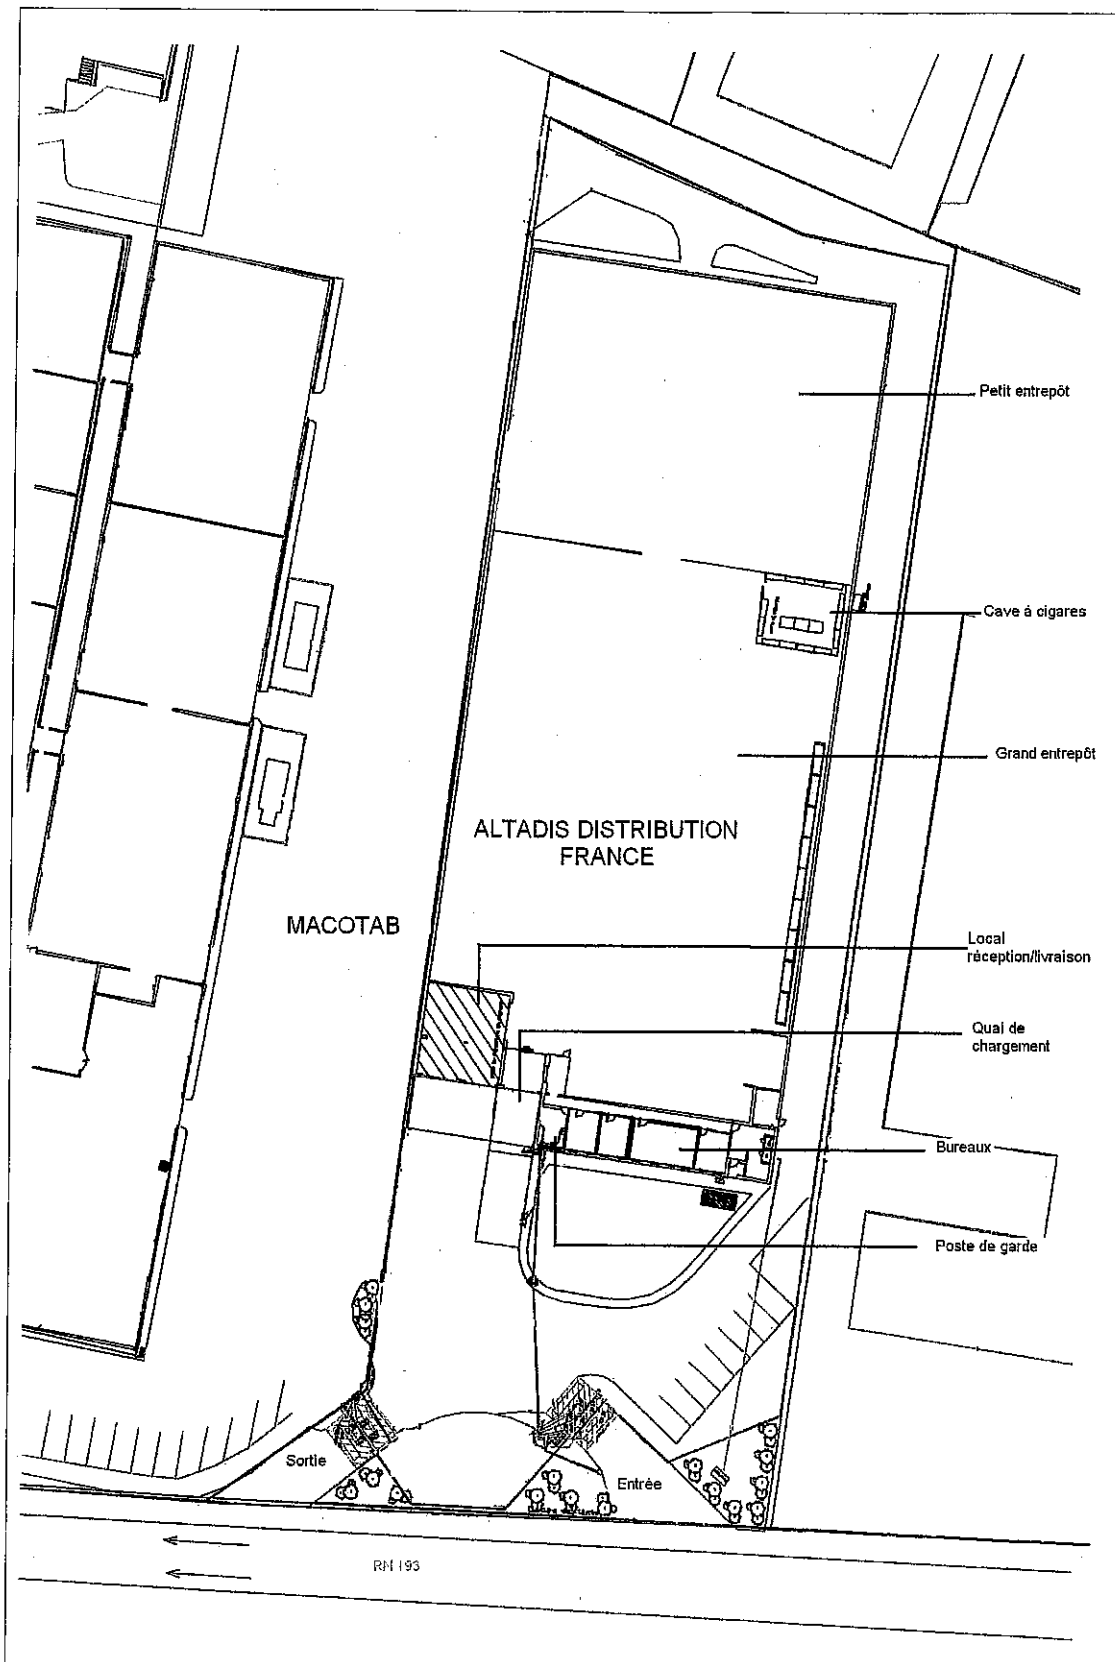 Petit entrepôt
Cave à cigares
Grand entrepôt
ALTADIS DISTRIBUTION
FRANCE
MACOTAB
Local
réception/livraison
Quai de
chargement
Bureaux
Poste de garde
Sortie
Entrée
RN 193